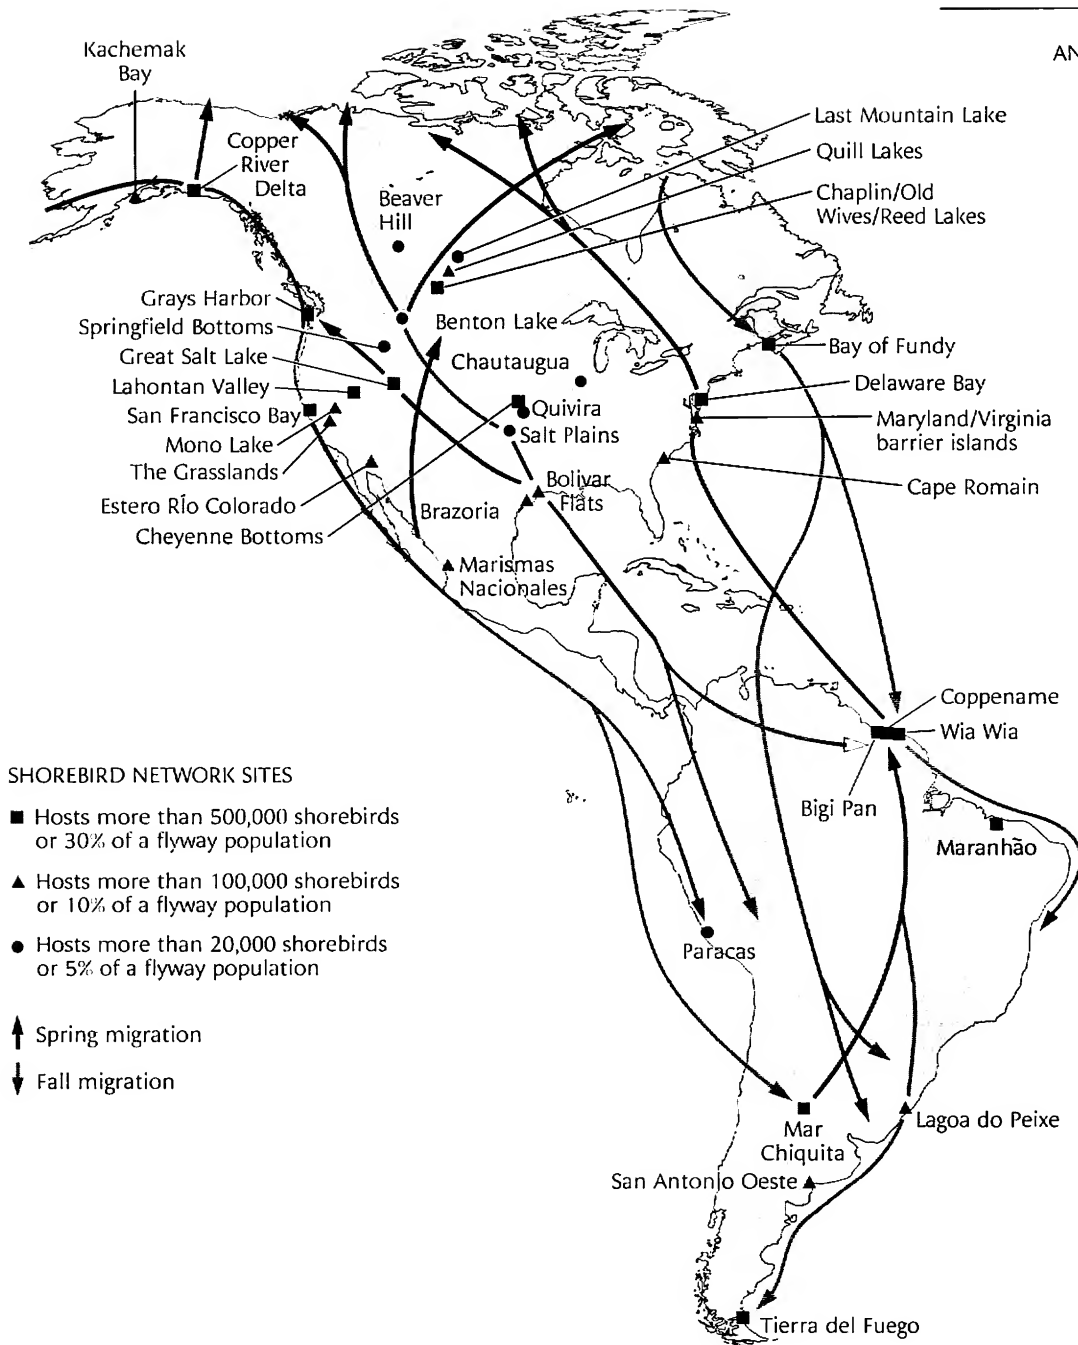 AN
Kachemak
Bay
Copper
River
Delta
Beaver
Hill
Last Mountain Lake
Quill Lakes
Chaplin/Old
Wives/Reed Lakes
Grays Harbor
Springfield Bottoms
Great Salt Lake
Lahontan Valley
San Francisco Bay
Mono Lake
The Grasslands
Estero Río Colorado
Cheyenne Bottoms
Benton Lake
Chautaugua
Quivira
Salt Plains
Bolivar
Flats
Brazoria
Marismas
Nacionales
Bay of Fundy
Delaware Bay
Maryland/Virginia
barrier islands
Cape Romain
Coppename
Wia Wia
Bigi Pan
Maranhão
Paracas
Mar
Chiquita
Lagoa do Peixe
San Antonio Oeste
Tierra del Fuego
SHOREBIRD NETWORK SITES
Hosts more than 500,000 shorebirds
or 30% of a flyway population
Hosts more than 100,000 shorebirds
or 10% of a flyway population
Hosts more than 20,000 shorebirds
or 5% of a flyway population
Spring migration
Fall migration